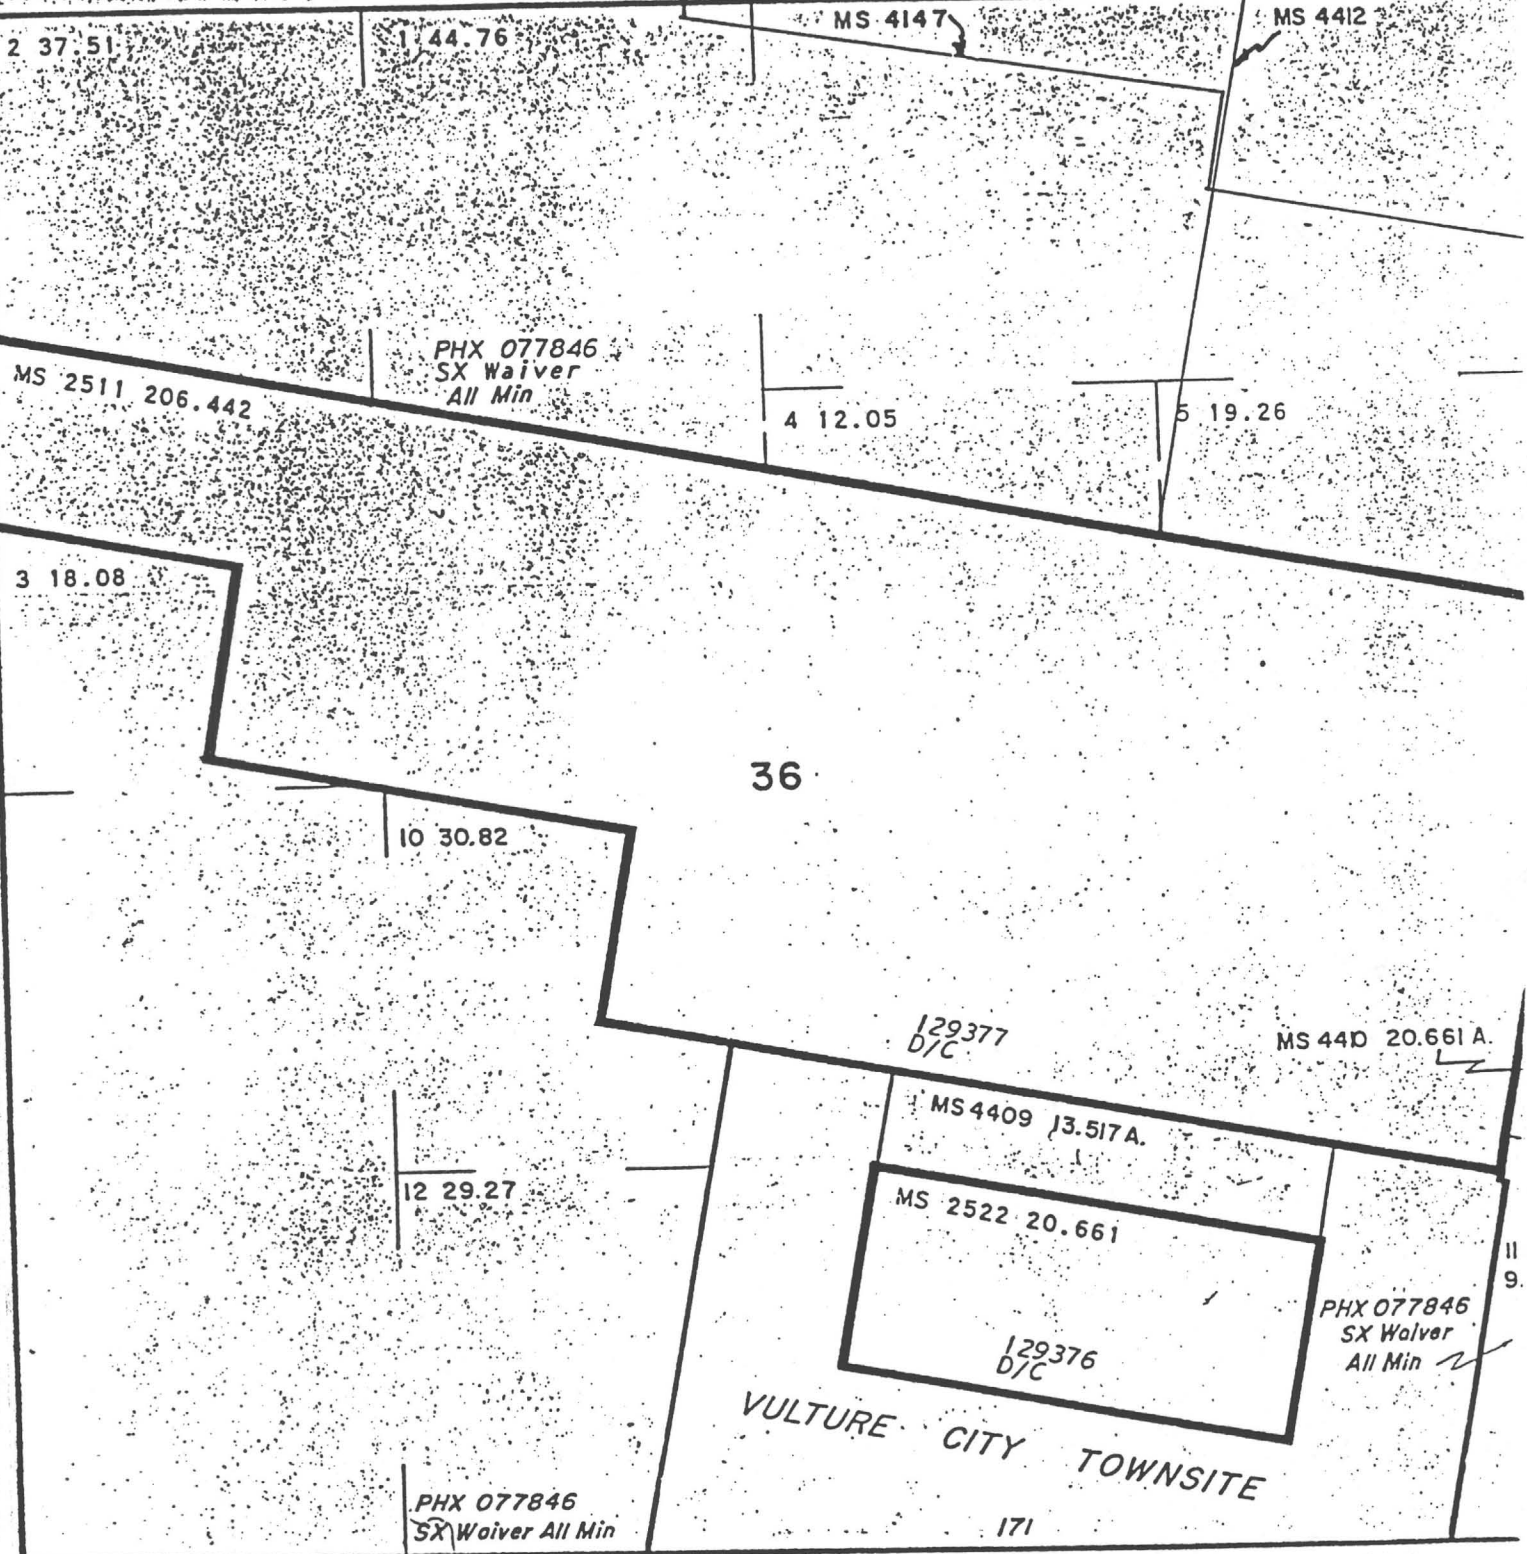 MS 4147
MS 4412
2 37.51
1 44.76
PHX 077846
SX Waiver
All Min
MS 2511 206.442
4 12.05
5 19.26
3 18.08
36
10 30.82
129377
D/C
MS 4410 20.661 A.
MS 4409 13.517 A.
12 29.27
MS 2522 20.661
11
9.
PHX 077846
SX Waiver
All Min
129376
D/C
VULTURE CITY TOWNSITE
PHX 077846
SX Waiver All Min
171